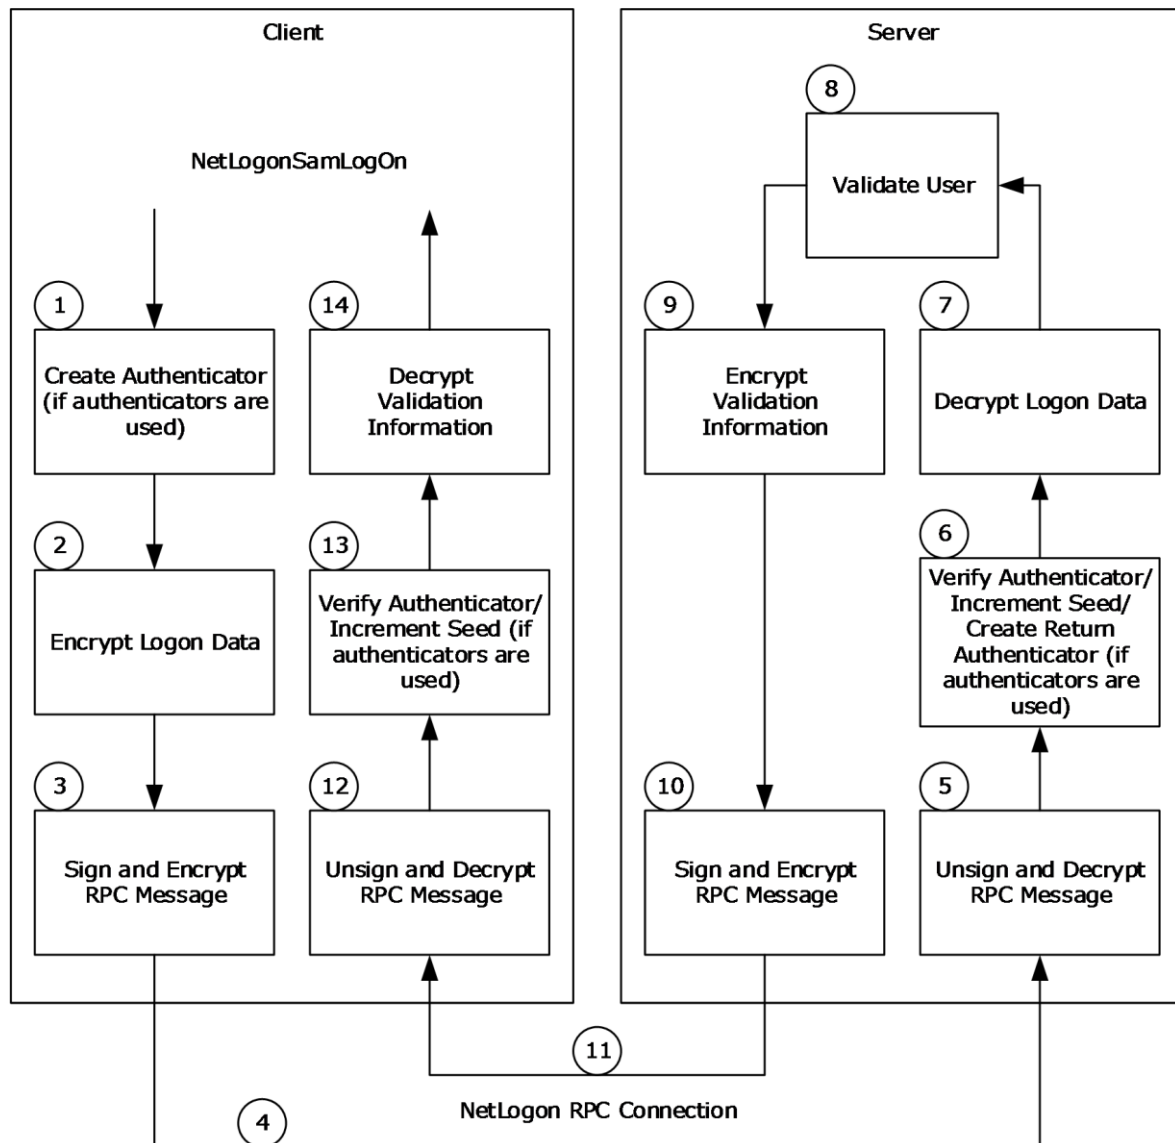 Client
Server
NetLogonSamLogOn
8
Validate User
1
Create Authenticator
(if authenticators are
used)
14
Decrypt
Validation
Information
9
Encrypt
Validation
Information
7
Decrypt Logon Data
2
Encrypt Logon Data
13
Verify Authenticator/
Increment Seed (if
authenticators are
used)
6
Verify Authenticator/
Increment Seed/
Create Return
Authenticator (if
authenticators are
used)
3
Sign and Encrypt
RPC Message
12
Unsign and Decrypt
RPC Message
10
Sign and Encrypt
RPC Message
5
Unsign and Decrypt
RPC Message
11
NetLogon RPC Connection
4